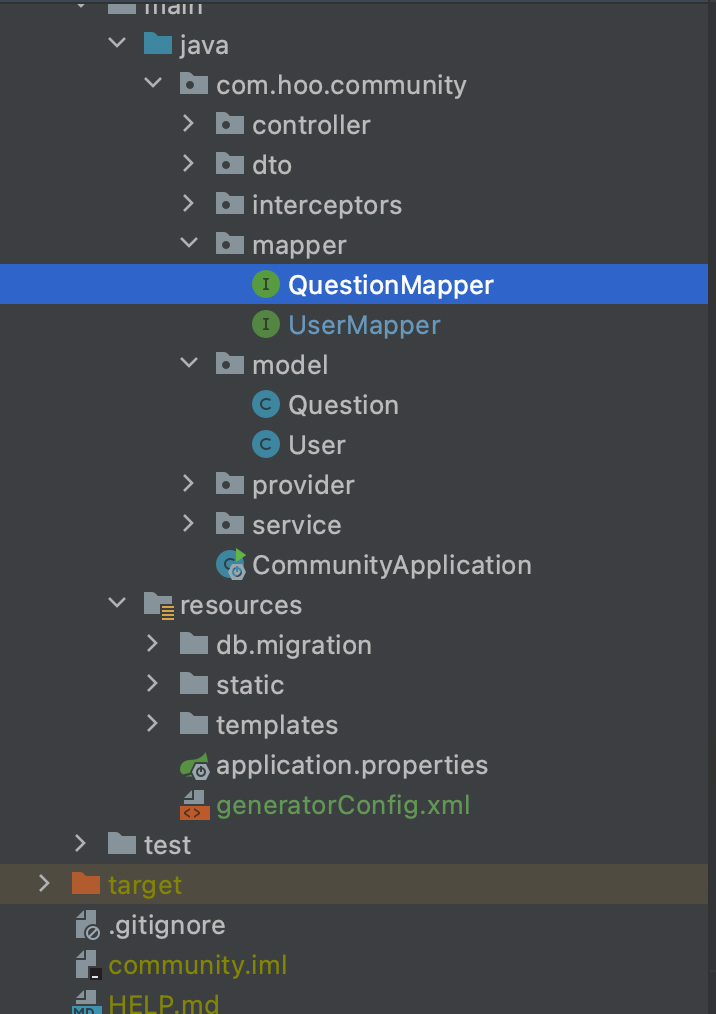 main
java
com.hoo.community
controller
dto
interceptors
mapper
QuestionMapper
UserMapper
model
Question
User
provider
service
CommunityApplication
resources
db.migration
static
templates
application.properties
generatorConfig.xml
test
target
.gitignore
community.iml
HELP.md